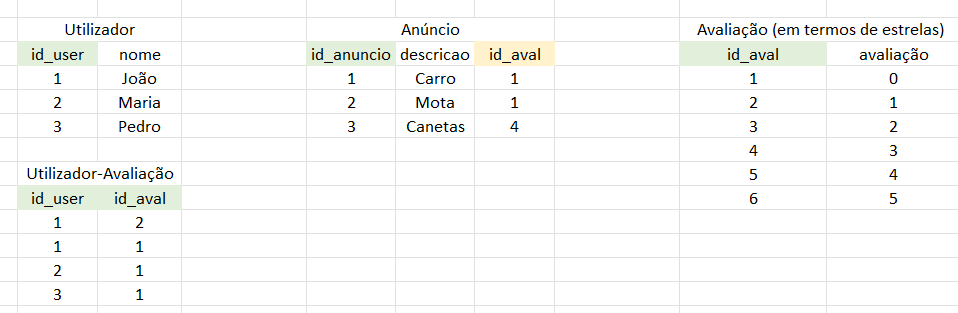 Utilizador
id_user nome
1 João
2 Maria
3 Pedro
Utilizador-Avaliação
id_user id_aval
1 2
1 1
2 1
3 1
Anúncio
id_anuncio descricao id_aval
1 Carro 1
2 Mota 1
3 Canetas 4
Avaliação (em termos de estrelas)
id_aval avaliação
1 0
2 1
3 2
4 3
5 4
6 5